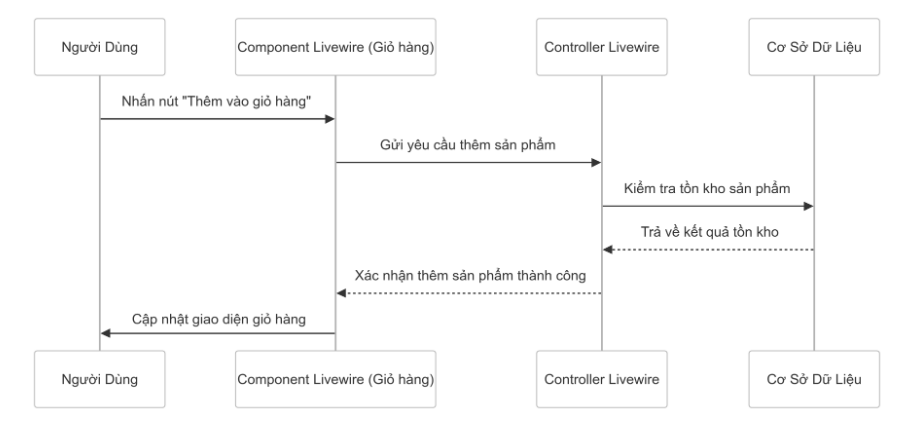 Người Dùng
Component Livewire (Giỏ hàng)
Controller Livewire
Cơ Sở Dữ Liệu
Nhấn nút "Thêm vào giỏ hàng"
Gửi yêu cầu thêm sản phẩm
Kiểm tra tồn kho sản phẩm
Trả về kết quả tồn kho
Xác nhận thêm sản phẩm thành công
Cập nhật giao diện giỏ hàng
Người Dùng
Component Livewire (Giỏ hàng)
Controller Livewire
Cơ Sở Dữ Liệu